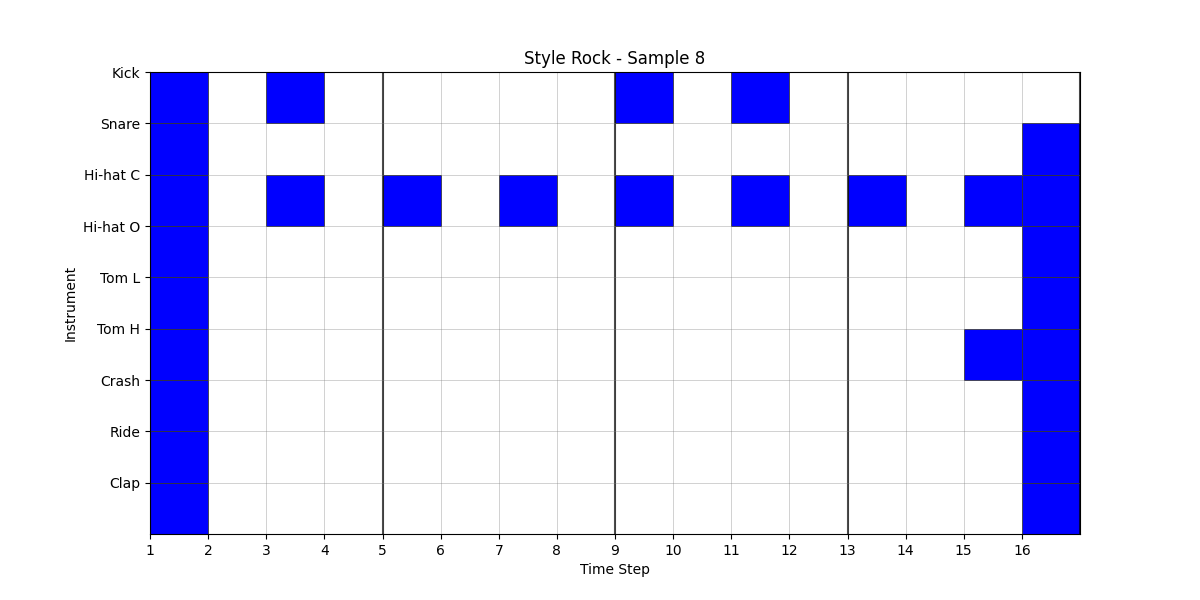 Style Rock - Sample 8
Kick
Snare
Hi-hat C
Hi-hat O
Tom L
Tom H
Crash
Ride
Clap
Instrument
1 2 3 4 5 6 7 8 9 10 11 12 13 14 15 16
Time Step